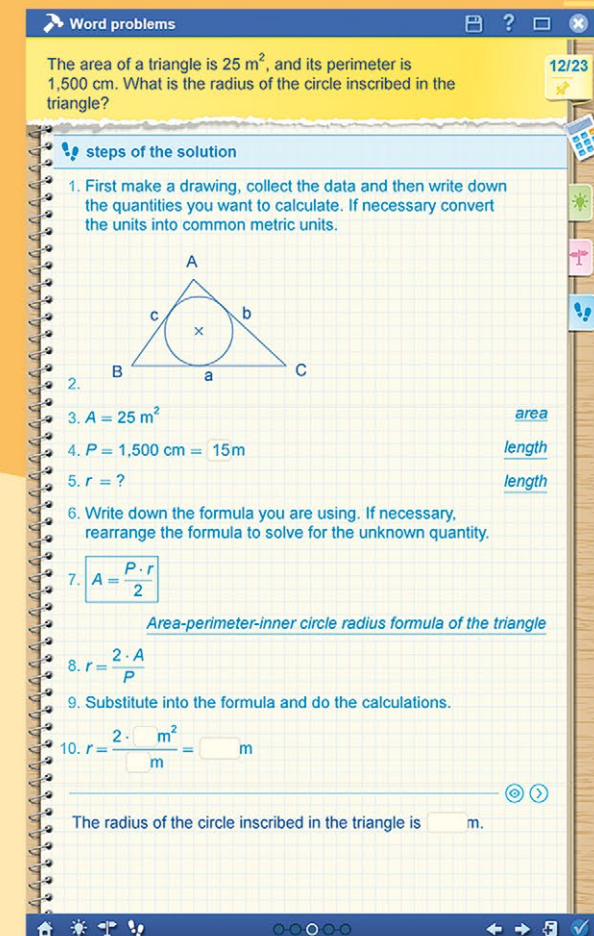 Word problems
The area of a triangle is 25 m², and its perimeter is
1,500 cm. What is the radius of the circle inscribed in the
triangle?
12/23
steps of the solution
1. First make a drawing, collect the data and then write down
the quantities you want to calculate. If necessary convert
the units into common metric units.
A
c b
× 
B a C
2.
3. A = 25 m² area
4. P = 1,500 cm = 15 m length
5. r = ? length
6. Write down the formula you are using. If necessary,
rearrange the formula to solve for the unknown quantity.
7. A = P · r / 2
Area-perimeter-inner circle radius formula of the triangle
8. r = 2 · A / P
9. Substitute into the formula and do the calculations.
10. r = 2 · m² / m = m
The radius of the circle inscribed in the triangle is m.